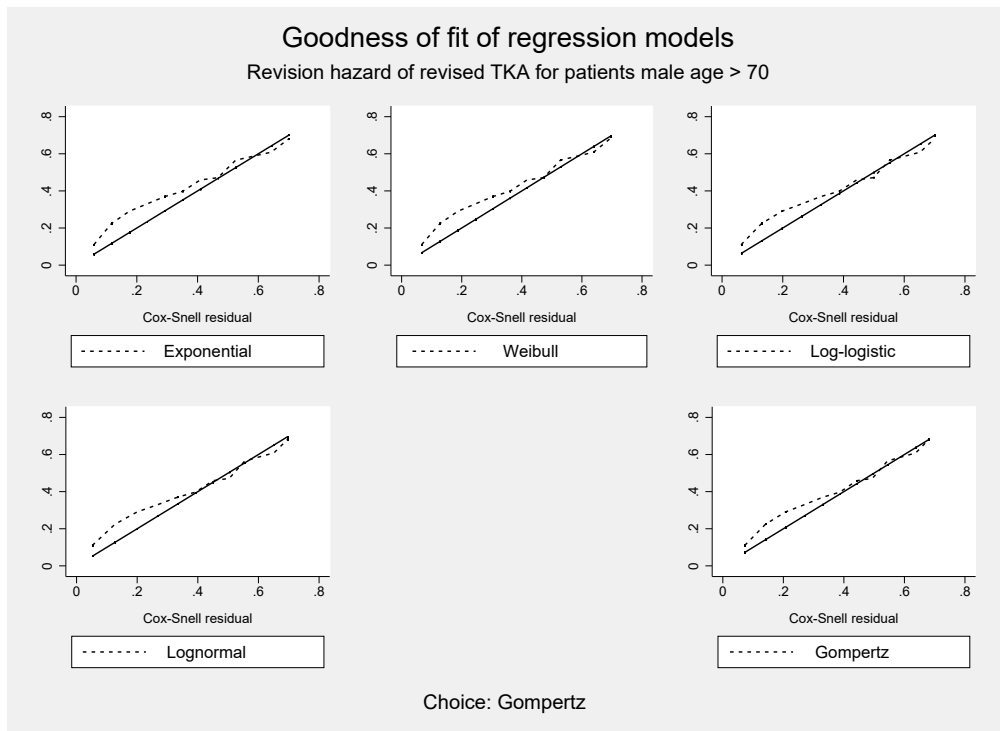 Goodness of fit of regression models
Revision hazard of revised TKA for patients male age > 70
.8
.6
.4
.2
0
0 .2 .4 .6 .8
Cox-Snell residual
Exponential
.8
.6
.4
.2
0
0 .2 .4 .6 .8
Cox-Snell residual
Weibull
.8
.6
.4
.2
0
0 .2 .4 .6 .8
Cox-Snell residual
Log-logistic
.8
.6
.4
.2
0
0 .2 .4 .6 .8
Cox-Snell residual
Lognormal
.8
.6
.4
.2
0
0 .2 .4 .6 .8
Cox-Snell residual
Gompertz
Choice: Gompertz